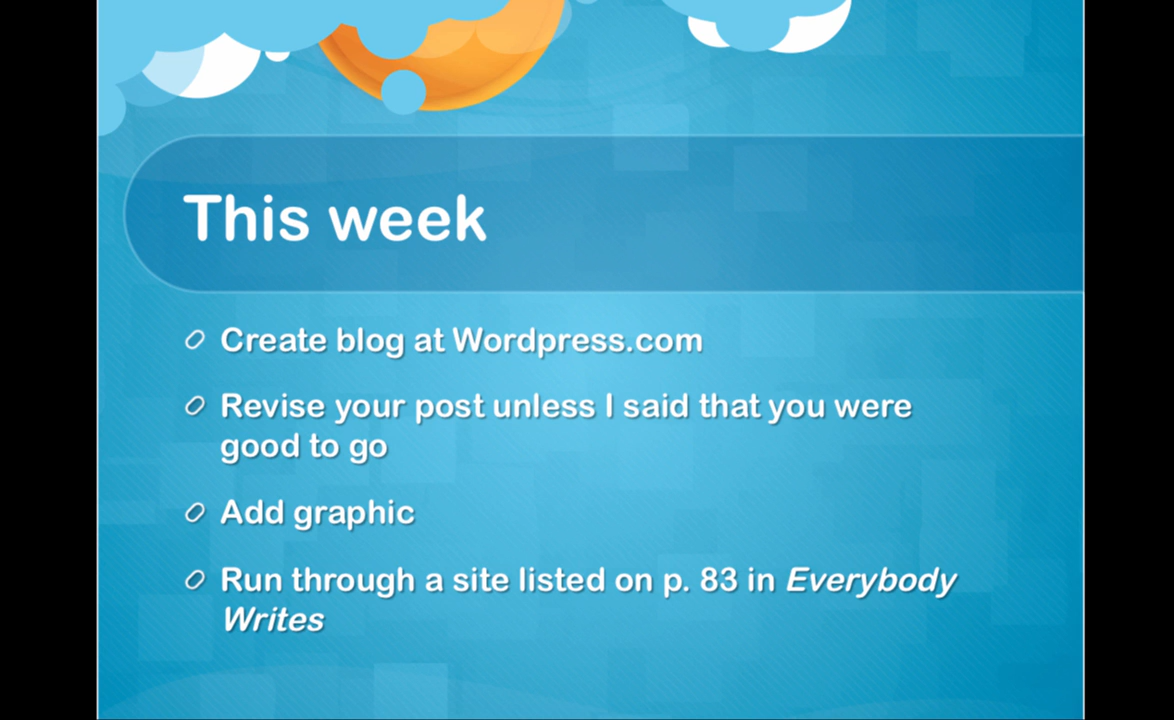 This week
Create blog at Wordpress.com
Revise your post unless I said that you were
good to go
Add graphic
Run through a site listed on p. 83 in Everybody
Writes